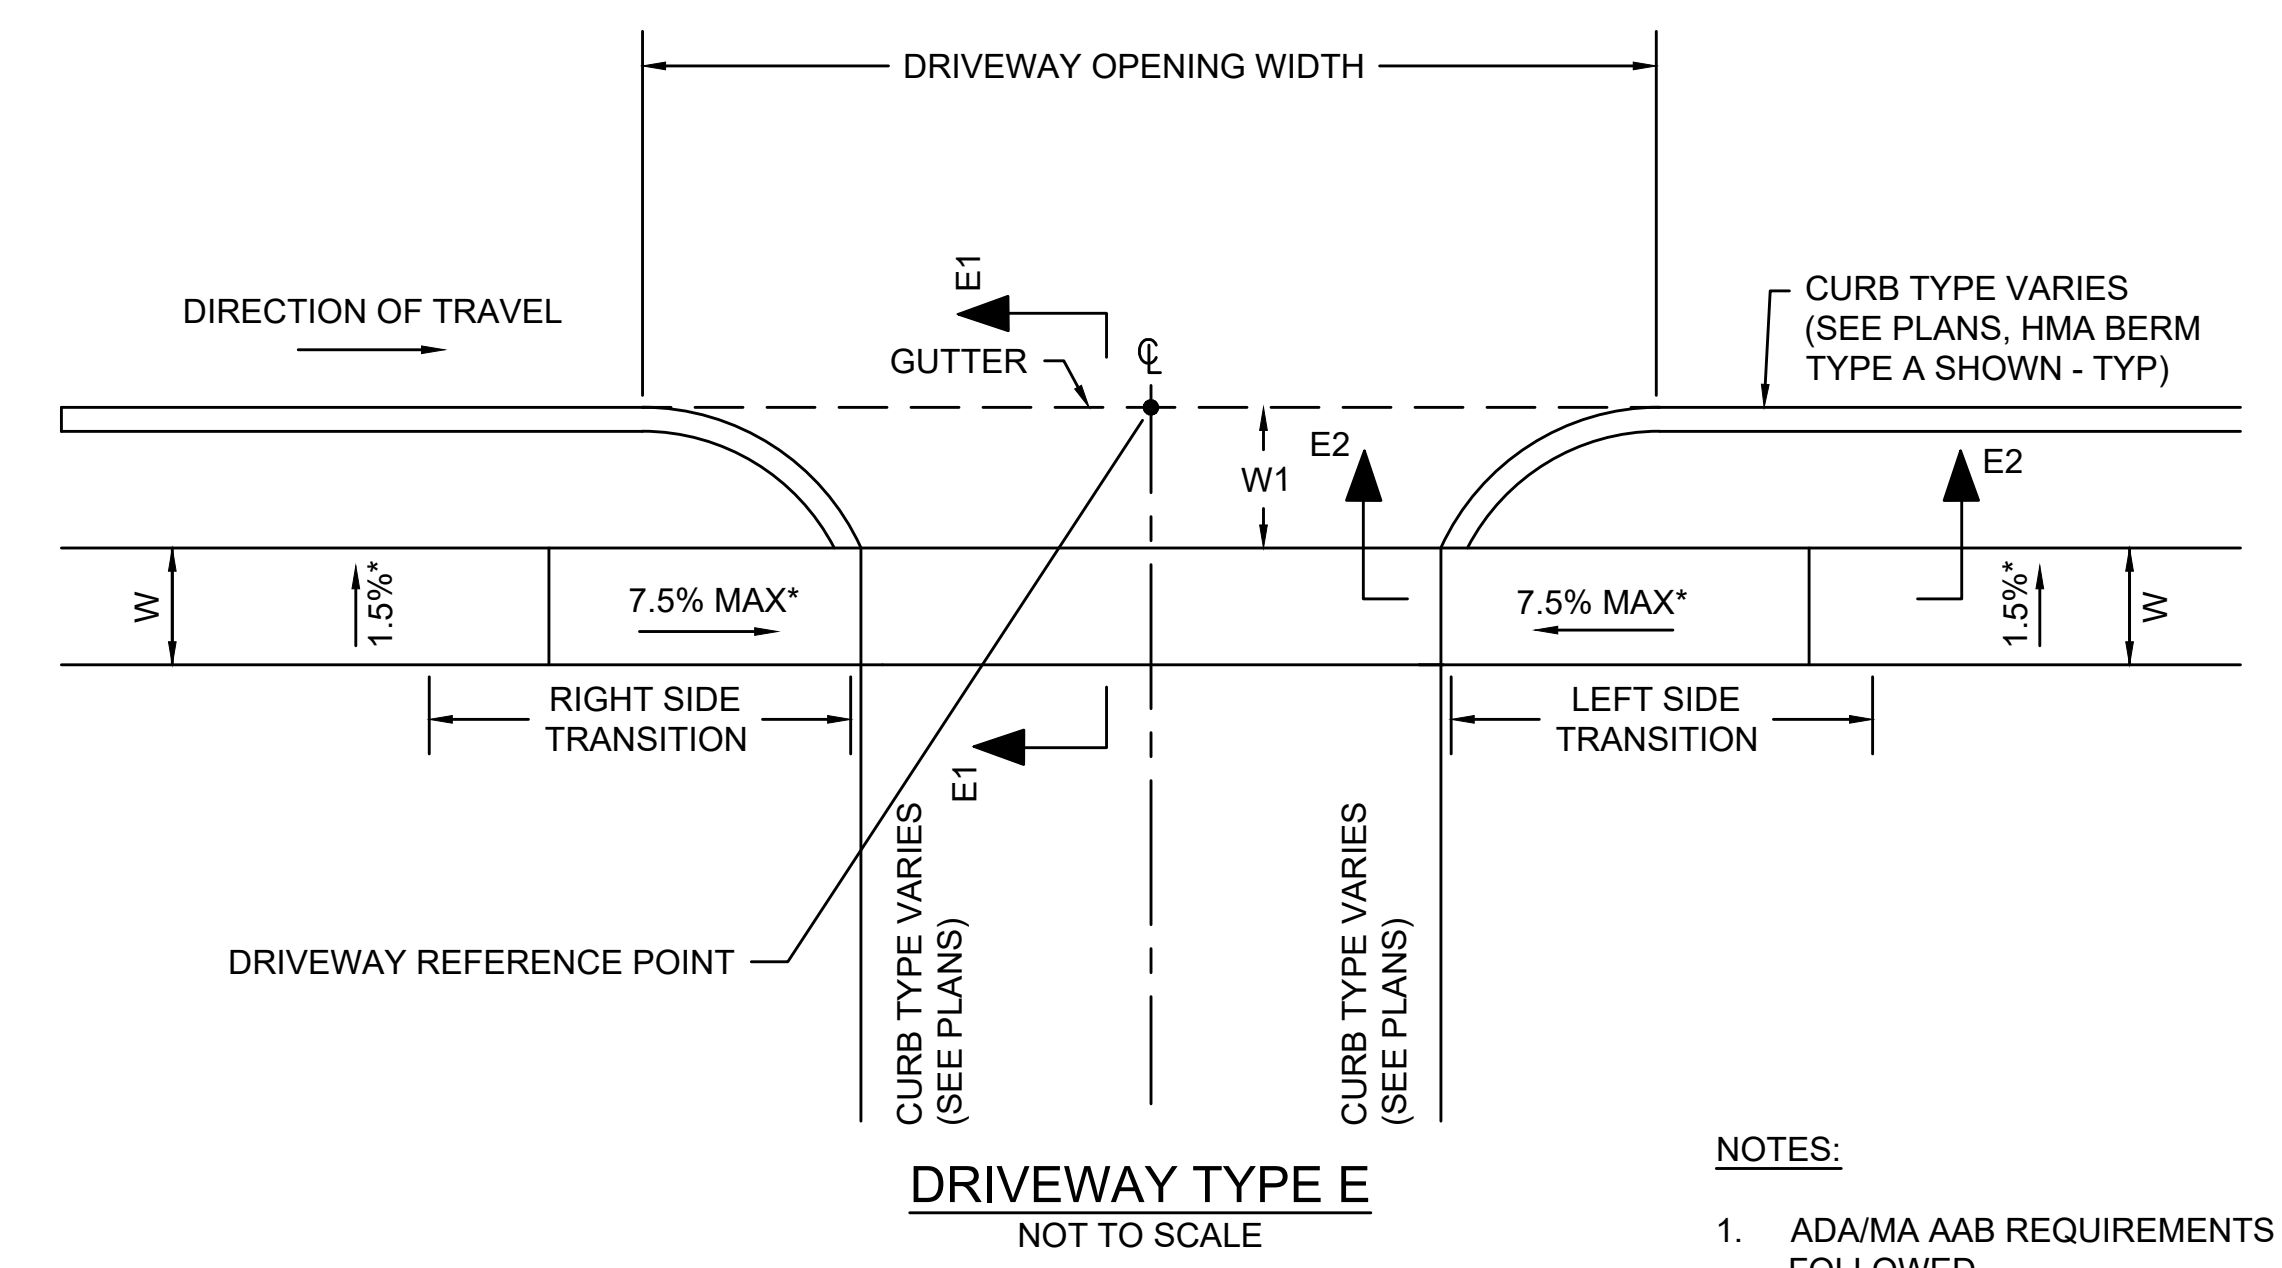 DRIVEWAY OPENING WIDTH
E1
DIRECTION OF TRAVEL
GUTTER
℄
CURB TYPE VARIES
(SEE PLANS, HMA BERM
TYPE A SHOWN - TYP)
E2
E2
W1
W
1.5%*
7.5% MAX*
7.5% MAX*
1.5%*
W
RIGHT SIDE
TRANSITION
LEFT SIDE
TRANSITION
E1
CURB TYPE VARIES
(SEE PLANS)
CURB TYPE VARIES
(SEE PLANS)
DRIVEWAY REFERENCE POINT
DRIVEWAY TYPE E
NOT TO SCALE
NOTES:
1. ADA/MA AAB REQUIREMENTS
FOLLOWED